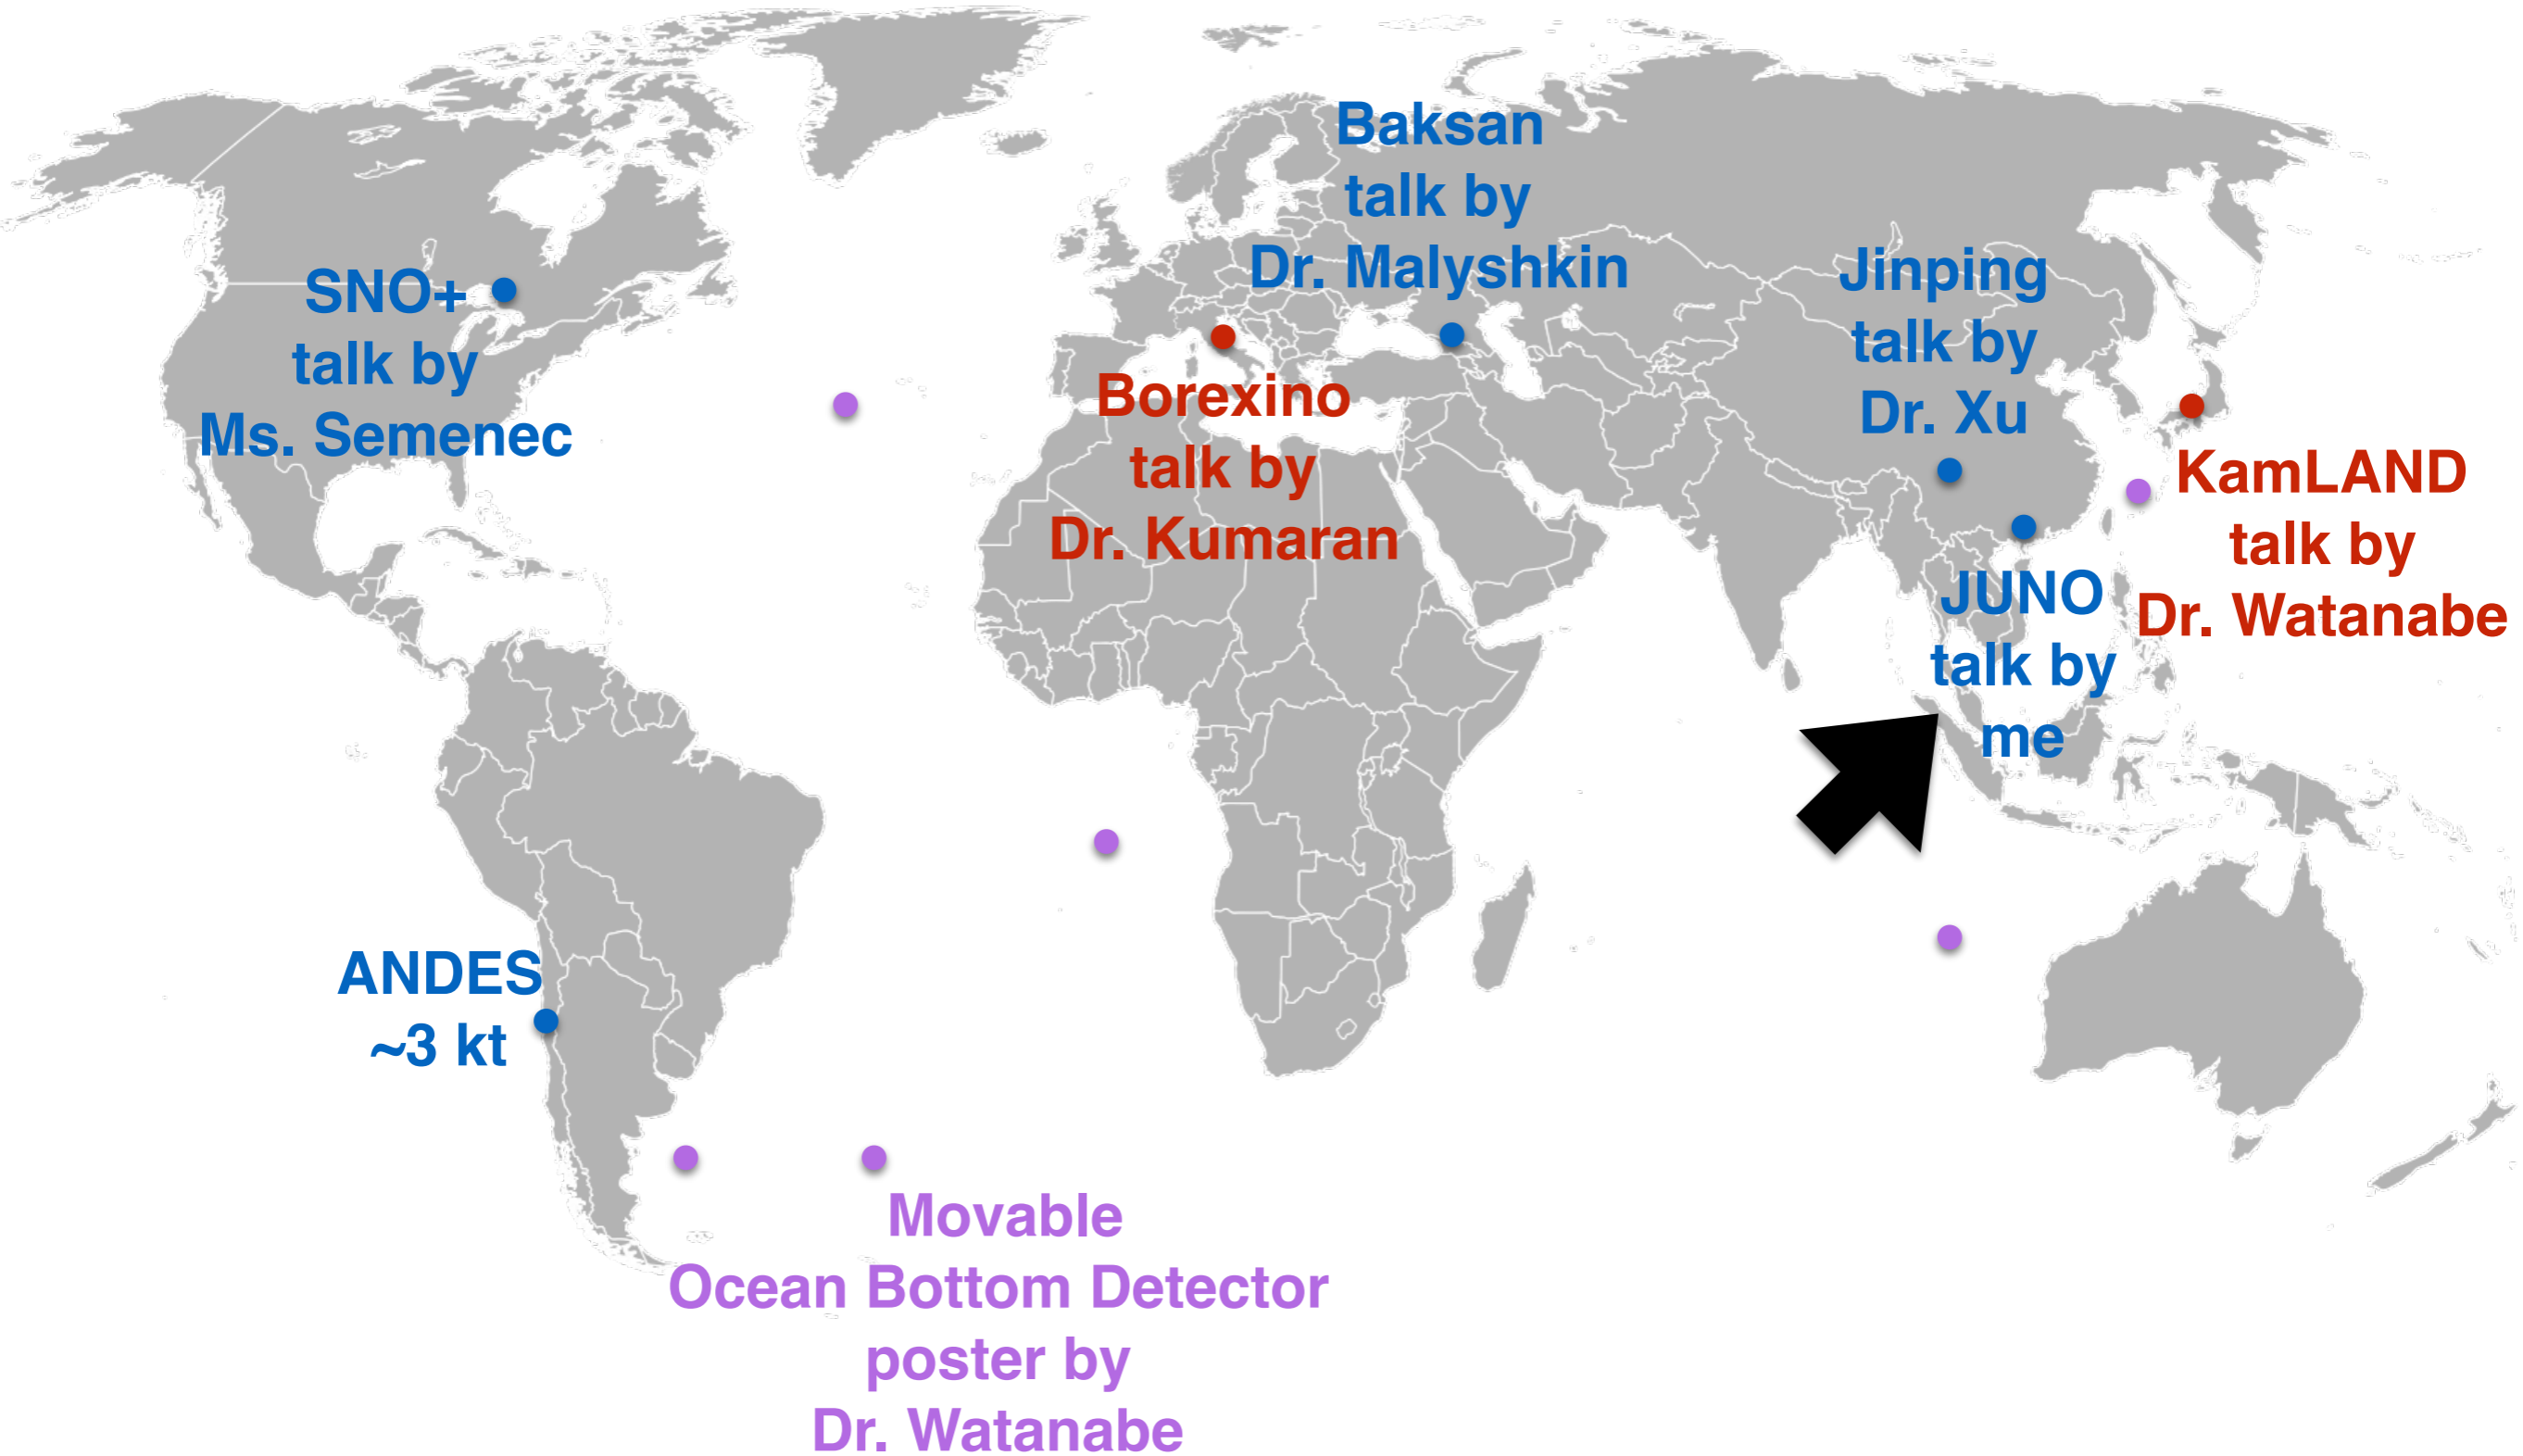 Baksan
talk by
Dr. Malyshkin
SNO+
talk by
Ms. Semenec
Jinping
talk by
Dr. Xu
Borexino
talk by
Dr. Kumaran
KamLAND
talk by
Dr. Watanabe
JUNO
talk by
me
ANDES
~3 kt
Movable
Ocean Bottom Detector
poster by
Dr. Watanabe